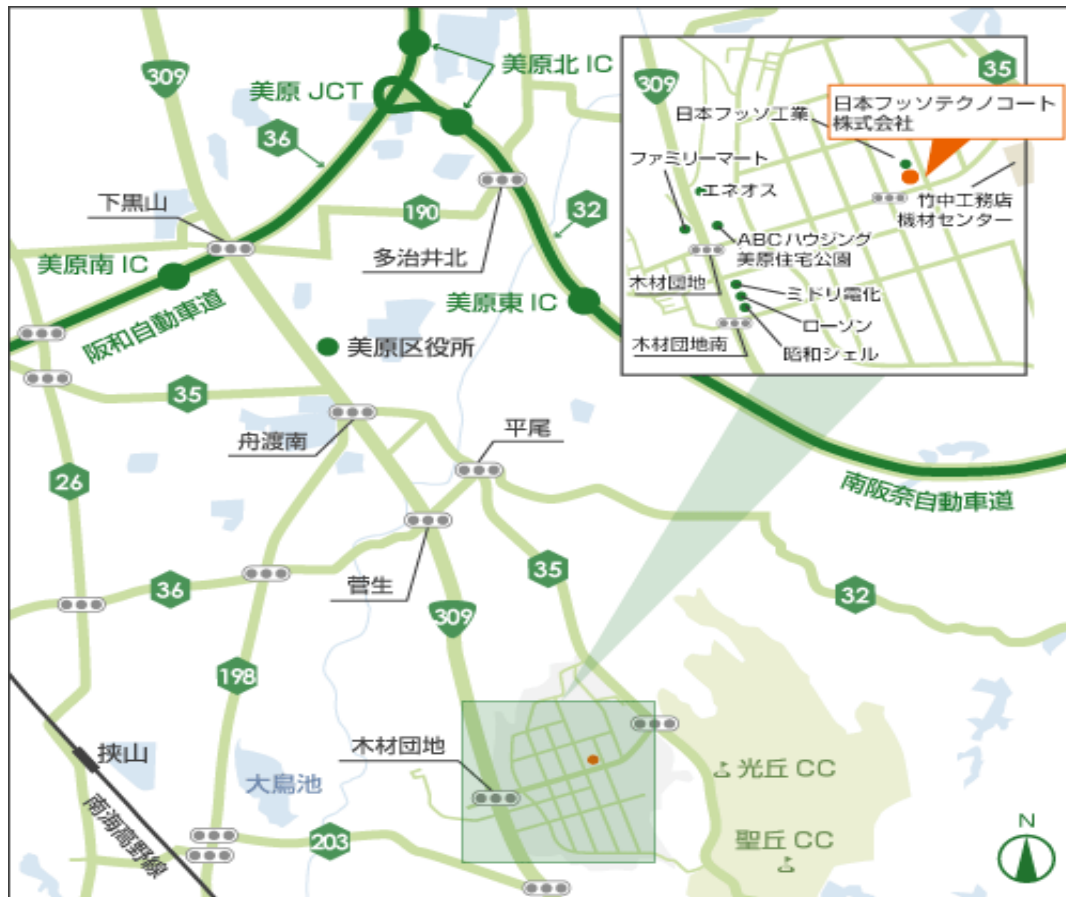 309
美原北 IC
美原 JCT
36
下黒山
190
32
多治井北
美原南 IC
阪和自動車道
美原東 IC
美原区役所
35
舟渡南
平尾
26
南阪奈自動車道
36
菅生
35
32
309
198
木材団地
挟山
大鳥池
南海高野線
203
光丘 CC
聖丘 CC
N
309
35
日本フッソテクノコート
株式会社
日本フッソ工業
ファミリーマート
エネオス
竹中工務店
機材センター
ABCハウジング
美原住宅公園
木材団地
ミドリ電化
ローソン
木材団地南
昭和シェル